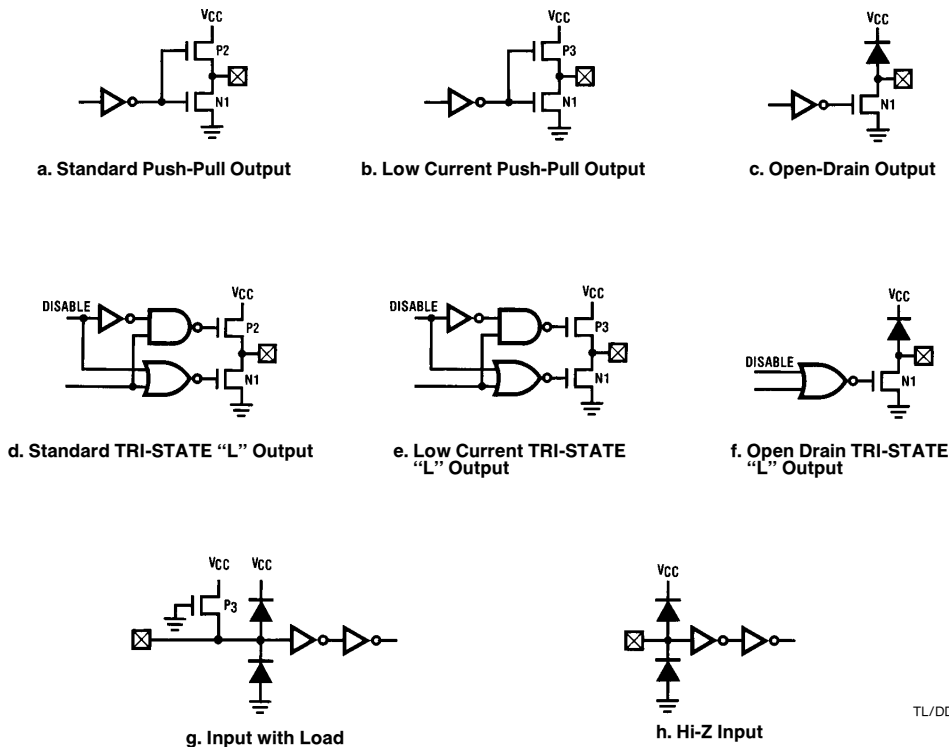 VCC
P2
N1
a. Standard Push-Pull Output
VCC
P3
N1
b. Low Current Push-Pull Output
VCC
N1
c. Open-Drain Output
DISABLE
VCC
P2
N1
d. Standard TRI-STATE “L” Output
DISABLE
VCC
P3
N1
e. Low Current TRI-STATE
“L” Output
VCC
DISABLE
N1
f. Open Drain TRI-STATE
“L” Output
VCC
VCC
P3
g. Input with Load
VCC
h. Hi-Z Input
TL/DD